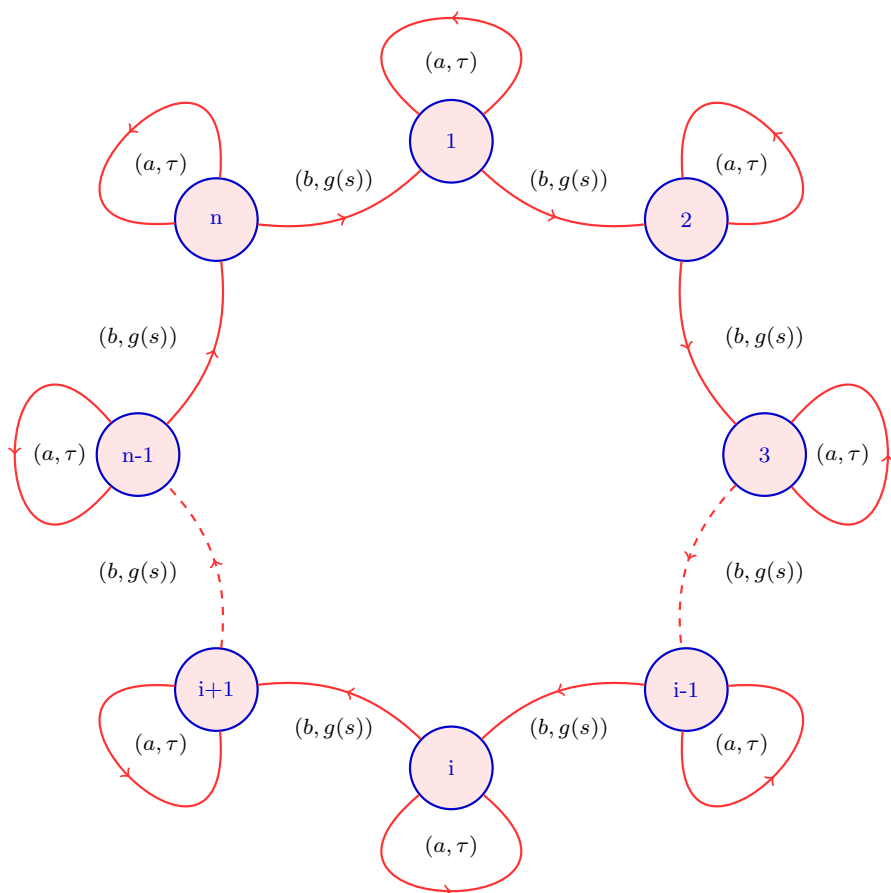 (a, τ)
1
(a, τ)
(b, g(s))
(b, g(s))
(a, τ)
n
2
(b, g(s))
(b, g(s))
(a, τ)
n-1
3
(a, τ)
(b, g(s))
(b, g(s))
i+1
i-1
(a, τ)
(b, g(s))
(b, g(s))
(a, τ)
i
(a, τ)